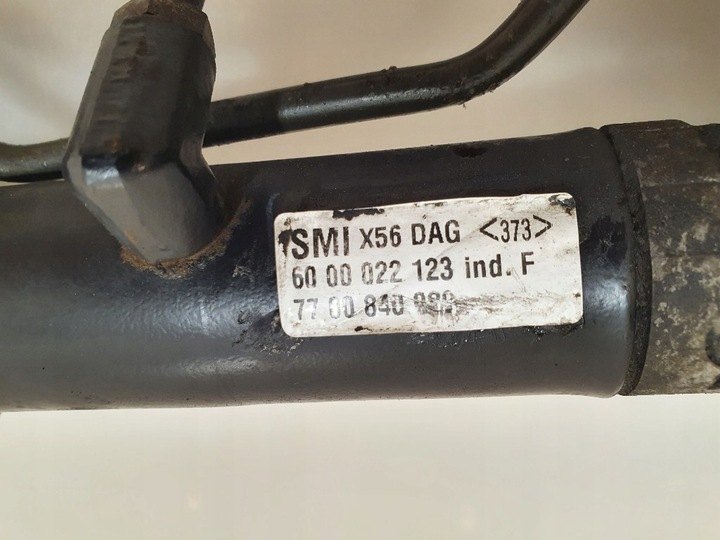 SMI X56 DAG <373>
60 00 022 123 ind. F
77 00 840